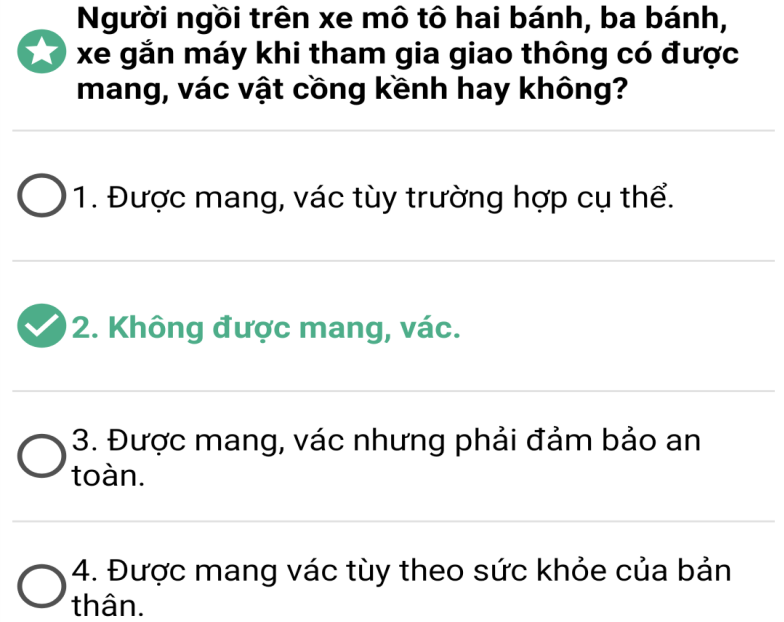 Người ngồi trên xe mô tô hai bánh, ba bánh,
xe gắn máy khi tham gia giao thông có được
mang, vác vật cồng kềnh hay không?
1. Được mang, vác tùy trường hợp cụ thể.
2. Không được mang, vác.
3. Được mang, vác nhưng phải đảm bảo an
toàn.
4. Được mang vác tùy theo sức khỏe của bản
thân.